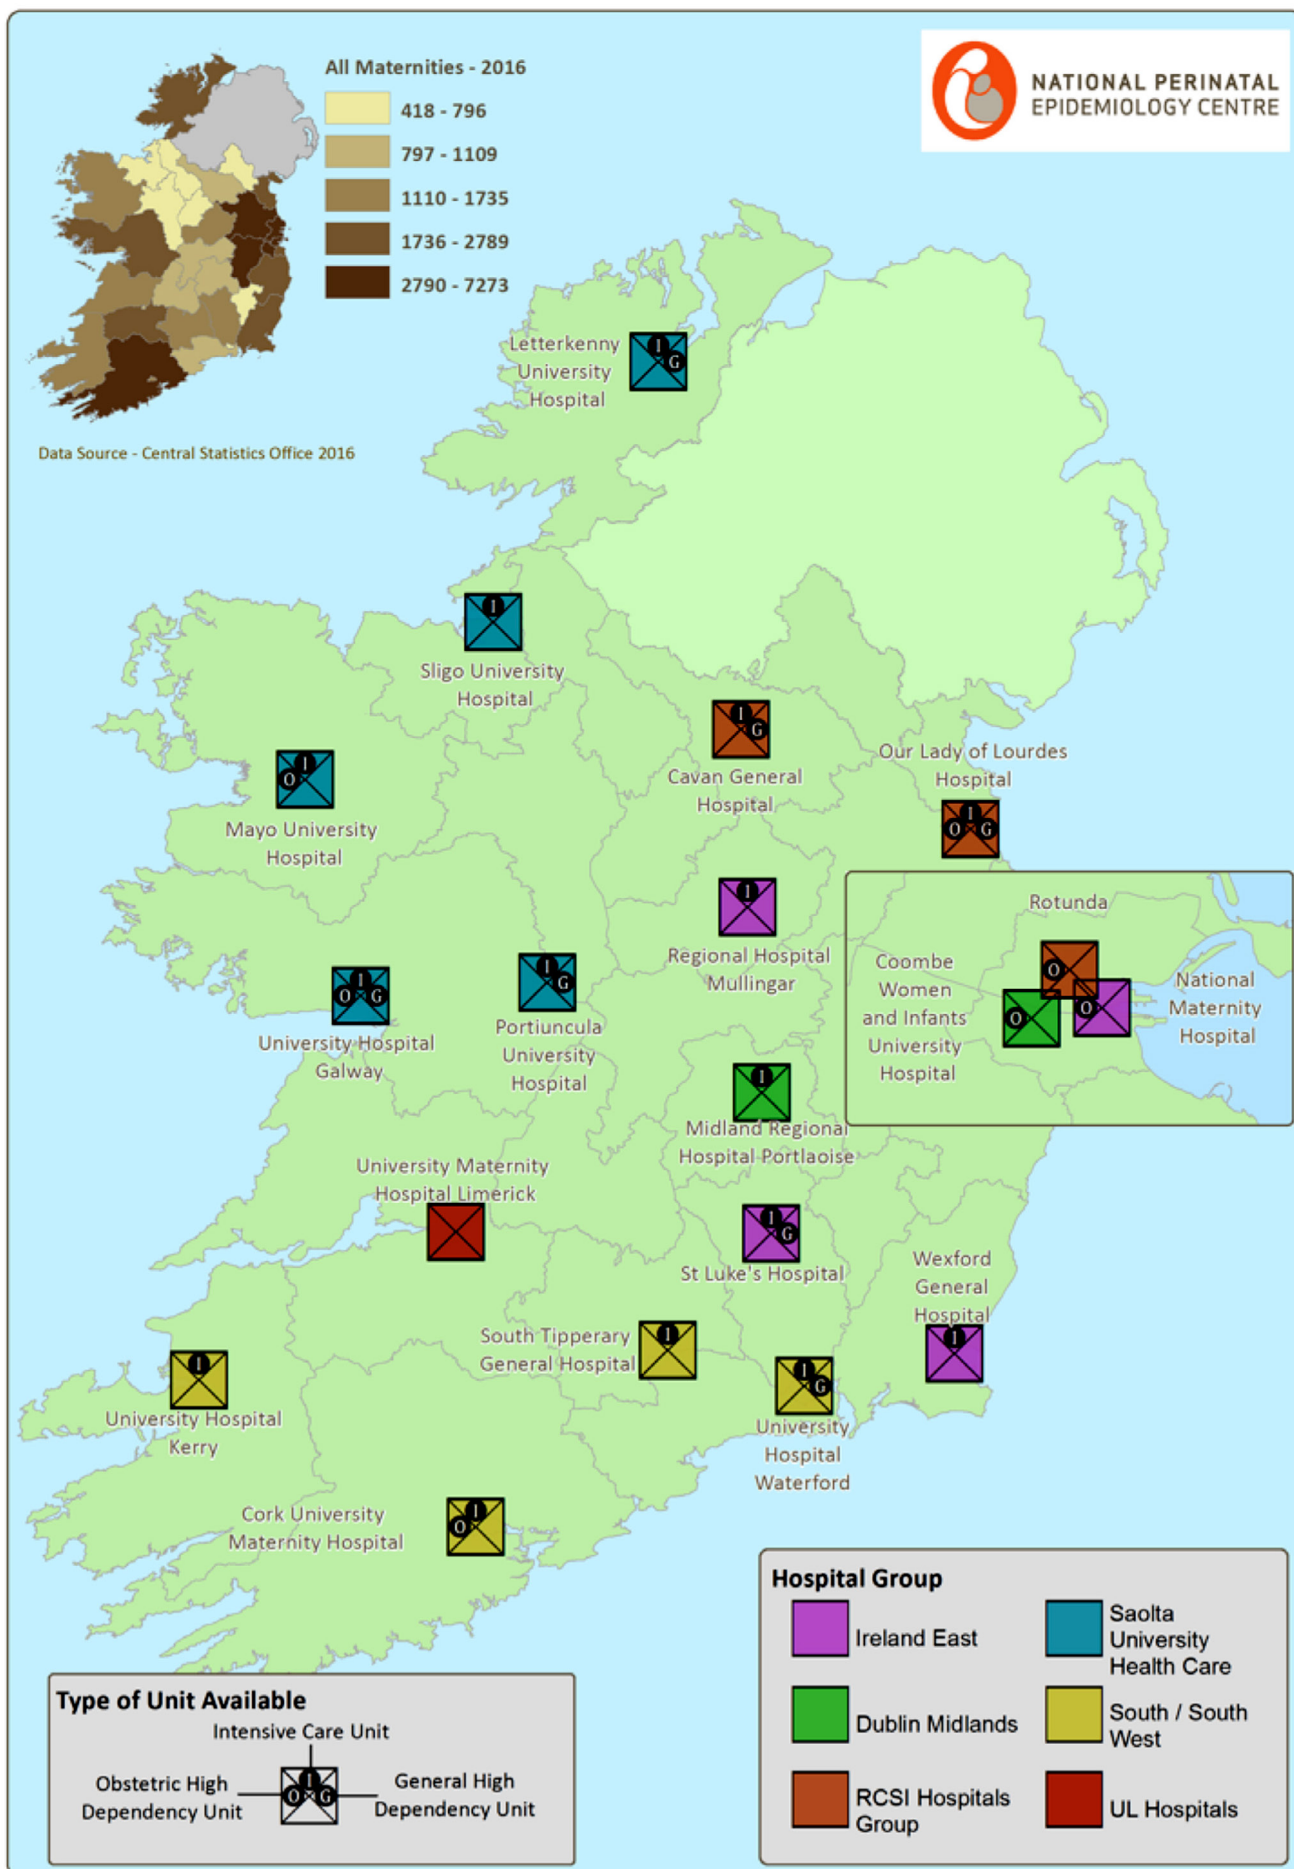 All Maternities - 2016
418 - 796
797 - 1109
1110 - 1735
1736 - 2789
2790 - 7273
Data Source - Central Statistics Office 2016
NATIONAL PERINATAL
EPIDEMIOLOGY CENTRE
Letterkenny
University
Hospital
I
G
I
Sligo University
Hospital
I
G
Cavan General
Hospital
Our Lady of Lourdes
Hospital
O
I
G
O
I
Mayo University
Hospital
I
Regional Hospital
Mullingar
Rotunda
O
Coombe
Women
and Infants
University
Hospital
O
O
National
Maternity
Hospital
O
I
G
University Hospital
Galway
I
G
Portiuncula
University
Hospital
I
Midland Regional
Hospital Portlaoise
University Maternity
Hospital Limerick
I
G
St Luke's Hospital
Wexford
General
Hospital
I
South Tipperary
General Hospital
I
I
University Hospital
Kerry
I
G
University
Hospital
Waterford
Cork University
Maternity Hospital
O
I
Type of Unit Available
Intensive Care Unit
Obstetric High
Dependency Unit
O
I
G
General High
Dependency Unit
Hospital Group
Ireland East
Dublin Midlands
RCSI Hospitals
Group
Saolta
University
Health Care
South / South
West
UL Hospitals